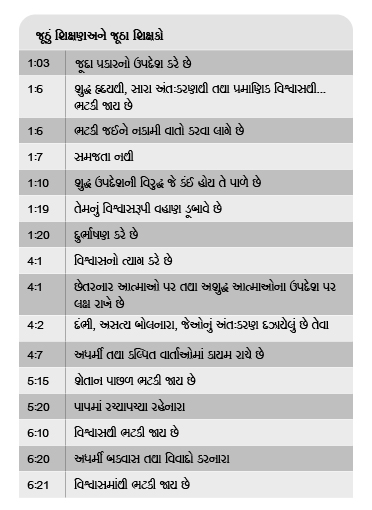 જૂઠું શિક્ષણઅને જૂઠા શિક્ષકો
1:03 જૂદા પ્રકારનો ઉપદેશ કરે છે
1:6 શુદ્ધ હૃદયથી, સારા અંતઃકરણથી તથા પ્રમાણિક વિશ્વાસથી...
ભટકી જાય છે
1:6 ભટકી જઈને નકામી વાતો કરવા લાગે છે
1:7 સમજતા નથી
1:10 શુદ્ધ ઉપદેશની વિરુદ્ધ જે કંઈ હોય તે પાળે છે
1:19 તેમનું વિશ્વાસરૂપી વહાણ ડૂબાવે છે
1:20 દુર્ભાષણ કરે છે
4:1 વિશ્વાસનો ત્યાગ કરે છે
4:1 છેતરનાર આત્માઓ પર તથા અશુદ્ધ આત્માઓના ઉપદેશ પર
લક્ષ રાખે છે
4:2 દંભી, અસત્ય બોલનારા, જેઓનું અંતઃકરણ દઝાયેલું છે તેવા
4:7 અધર્મી તથા કલ્પિત વાર્તાઓમાં કાયમ રાચે છે
5:15 શેતાન પાછળ ભટકી જાય છે
5:20 પાપમાં રચ્યાપચ્યા રહેનારા
6:10 વિશ્વાસથી ભટકી જાય છે
6:20 અધર્મી બકવાસ તથા વિવાદો કરનારા
6:21 વિશ્વાસમાંથી ભટકી જાય છે